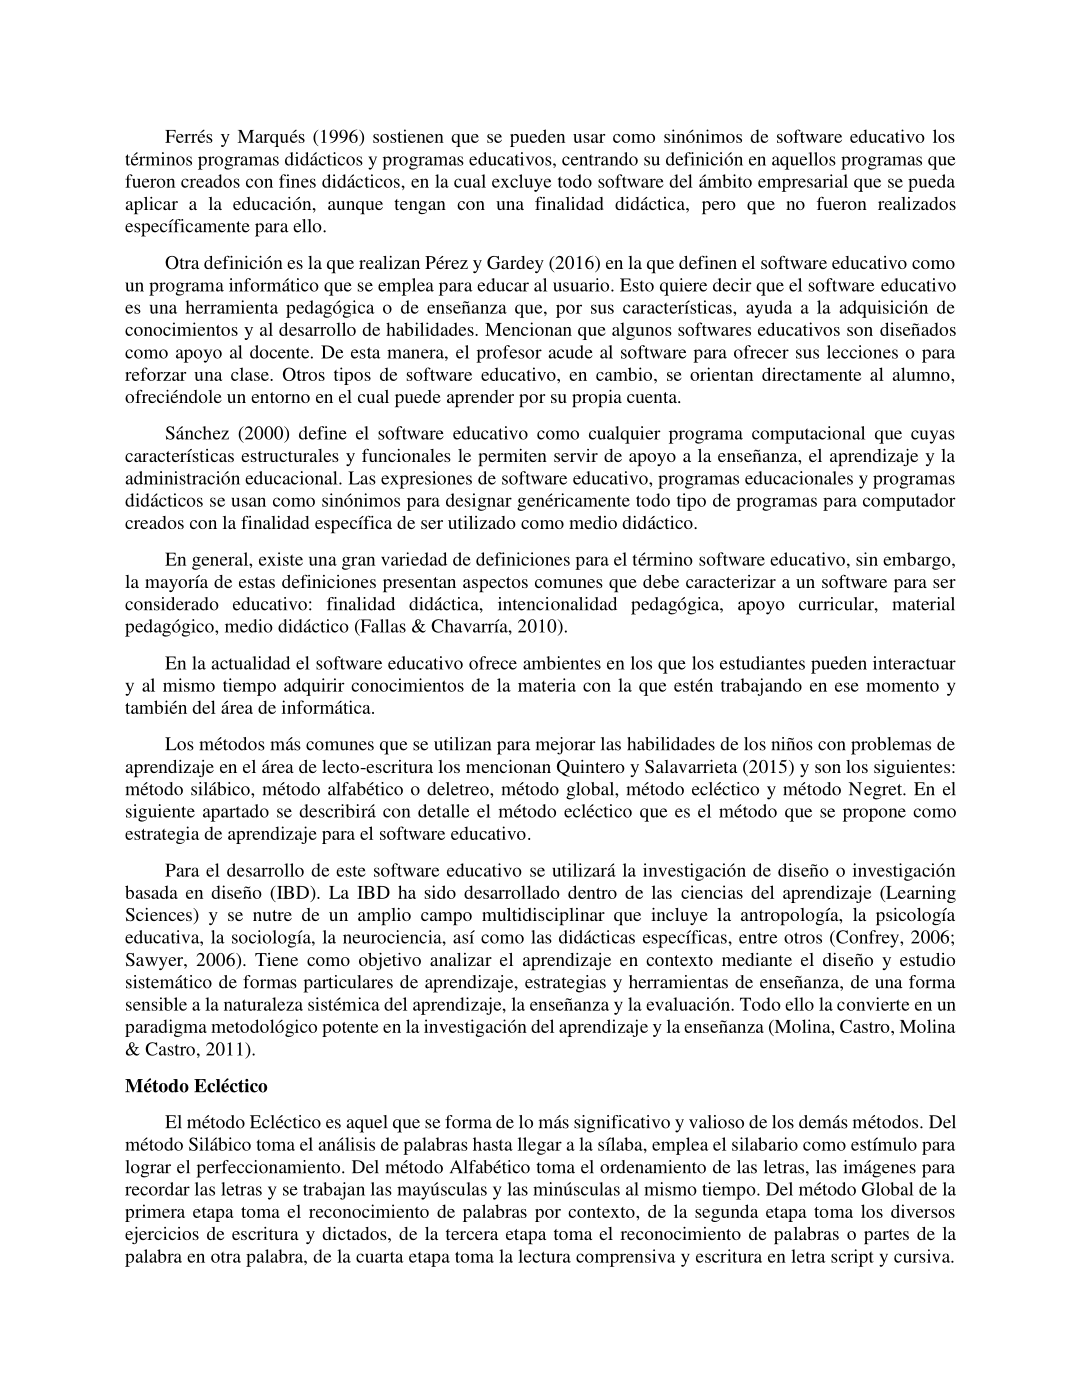 Ferrés y Marqués (1996) sostienen que se pueden usar como sinónimos de software educativo los
términos programas didácticos y programas educativos, centrando su definición en aquellos programas que
fueron creados con fines didácticos, en la cual excluye todo software del ámbito empresarial que se pueda
aplicar a la educación, aunque tengan con una finalidad didáctica, pero que no fueron realizados
específicamente para ello.
Otra definición es la que realizan Pérez y Gardey (2016) en la que definen el software educativo como
un programa informático que se emplea para educar al usuario. Esto quiere decir que el software educativo
es una herramienta pedagógica o de enseñanza que, por sus características, ayuda a la adquisición de
conocimientos y al desarrollo de habilidades. Mencionan que algunos softwares educativos son diseñados
como apoyo al docente. De esta manera, el profesor acude al software para ofrecer sus lecciones o para
reforzar una clase. Otros tipos de software educativo, en cambio, se orientan directamente al alumno,
ofreciéndole un entorno en el cual puede aprender por su propia cuenta.
Sánchez (2000) define el software educativo como cualquier programa computacional que cuyas
características estructurales y funcionales le permiten servir de apoyo a la enseñanza, el aprendizaje y la
administración educacional. Las expresiones de software educativo, programas educacionales y programas
didácticos se usan como sinónimos para designar genéricamente todo tipo de programas para computador
creados con la finalidad específica de ser utilizado como medio didáctico.
En general, existe una gran variedad de definiciones para el término software educativo, sin embargo,
la mayoría de estas definiciones presentan aspectos comunes que debe caracterizar a un software para ser
considerado educativo: finalidad didáctica, intencionalidad pedagógica, apoyo curricular, material
pedagógico, medio didáctico (Fallas & Chavarría, 2010).
En la actualidad el software educativo ofrece ambientes en los que los estudiantes pueden interactuar
y al mismo tiempo adquirir conocimientos de la materia con la que estén trabajando en ese momento y
también del área de informática.
Los métodos más comunes que se utilizan para mejorar las habilidades de los niños con problemas de
aprendizaje en el área de lecto-escritura los mencionan Quintero y Salavarrieta (2015) y son los siguientes:
método silábico, método alfabético o deletreo, método global, método ecléctico y método Negret. En el
siguiente apartado se describirá con detalle el método ecléctico que es el método que se propone como
estrategia de aprendizaje para el software educativo.
Para el desarrollo de este software educativo se utilizará la investigación de diseño o investigación
basada en diseño (IBD). La IBD ha sido desarrollado dentro de las ciencias del aprendizaje (Learning
Sciences) y se nutre de un amplio campo multidisciplinar que incluye la antropología, la psicología
educativa, la sociología, la neurociencia, así como las didácticas específicas, entre otros (Confrey, 2006;
Sawyer, 2006). Tiene como objetivo analizar el aprendizaje en contexto mediante el diseño y estudio
sistemático de formas particulares de aprendizaje, estrategias y herramientas de enseñanza, de una forma
sensible a la naturaleza sistémica del aprendizaje, la enseñanza y la evaluación. Todo ello la convierte en un
paradigma metodológico potente en la investigación del aprendizaje y la enseñanza (Molina, Castro, Molina
& Castro, 2011).
Método Ecléctico
El método Ecléctico es aquel que se forma de lo más significativo y valioso de los demás métodos. Del
método Silábico toma el análisis de palabras hasta llegar a la sílaba, emplea el silabario como estímulo para
lograr el perfeccionamiento. Del método Alfabético toma el ordenamiento de las letras, las imágenes para
recordar las letras y se trabajan las mayúsculas y las minúsculas al mismo tiempo. Del método Global de la
primera etapa toma el reconocimiento de palabras por contexto, de la segunda etapa toma los diversos
ejercicios de escritura y dictados, de la tercera etapa toma el reconocimiento de palabras o partes de la
palabra en otra palabra, de la cuarta etapa toma la lectura comprensiva y escritura en letra script y cursiva.